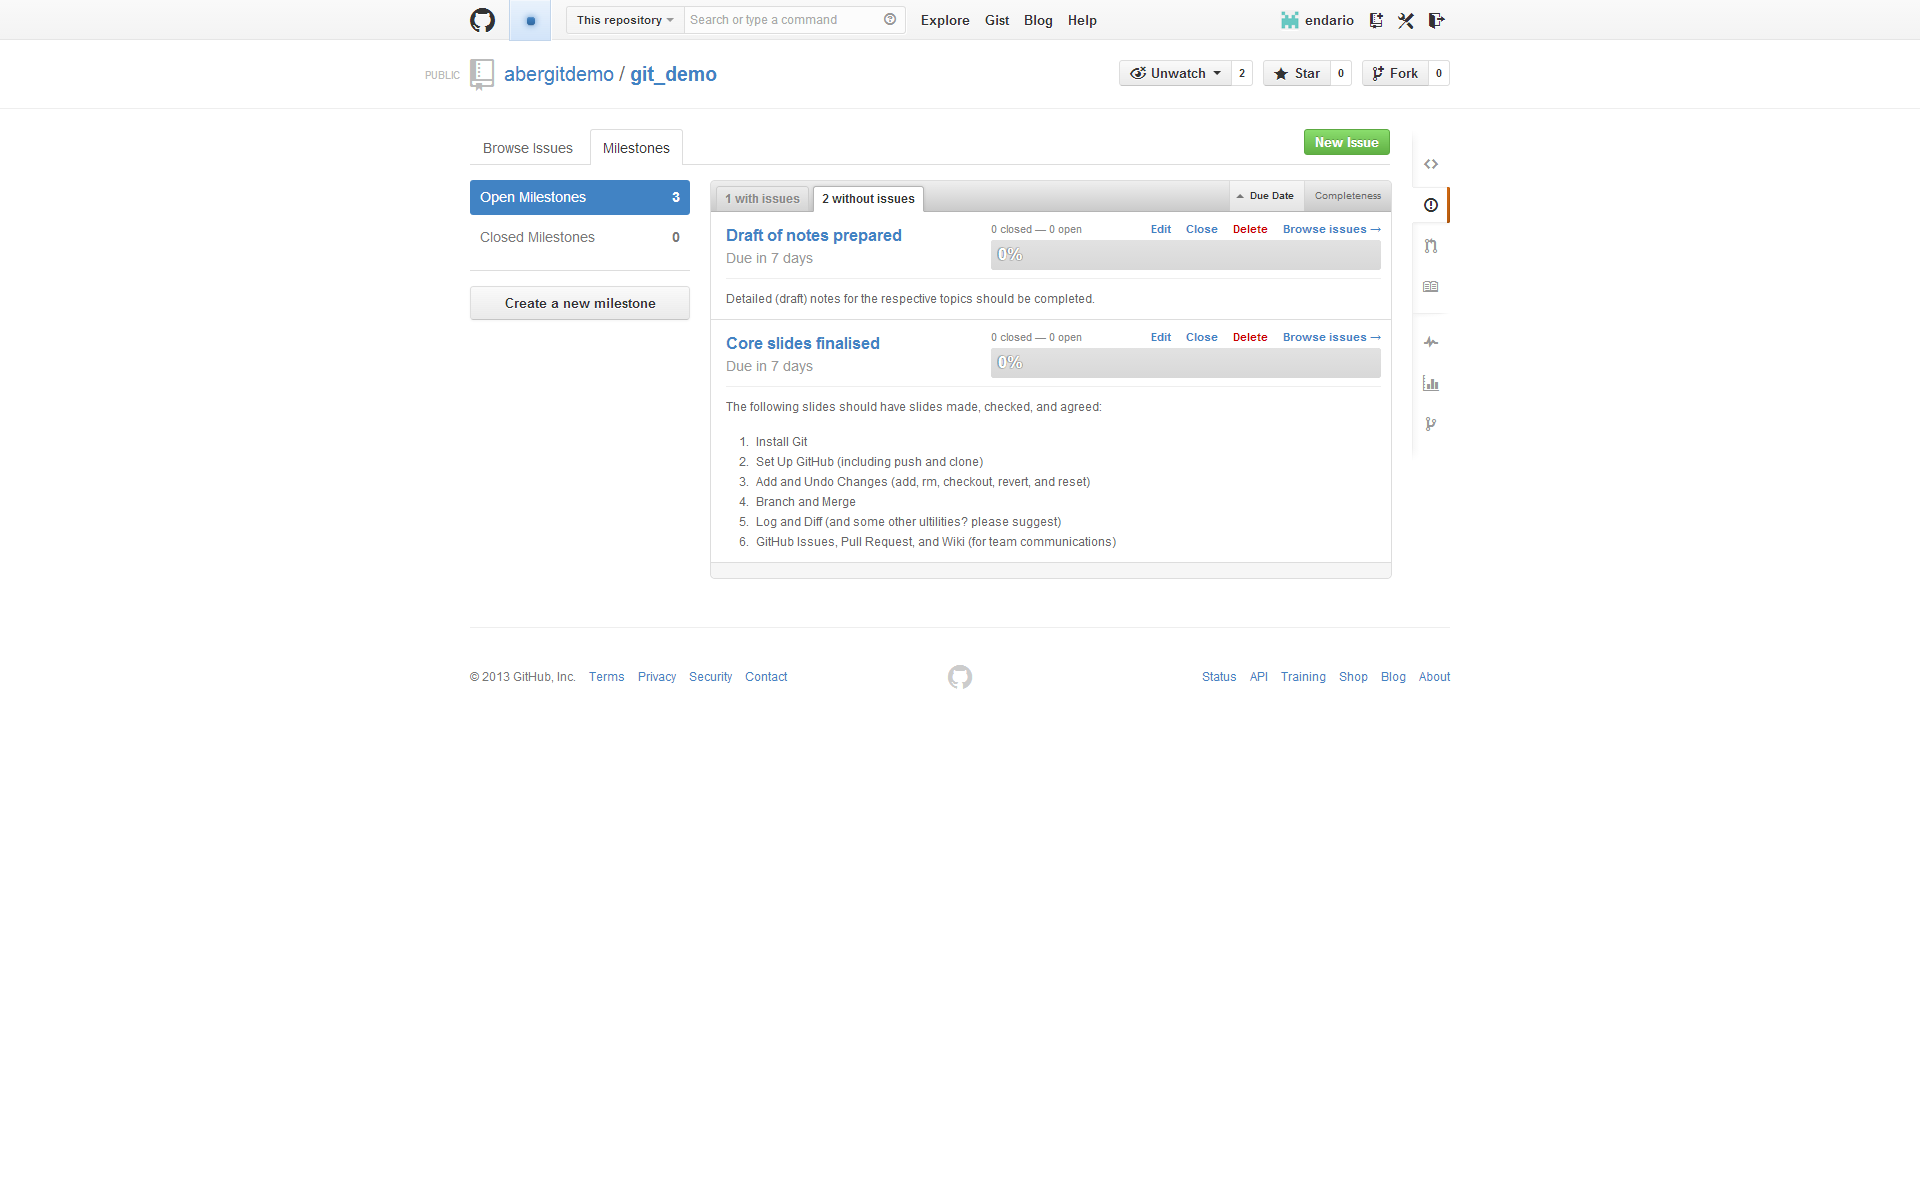 This repository Search or type a command Explore Gist Blog Help endario
PUBLIC abergitdemo / git_demo Unwatch 2 Star 0 Fork 0
Browse Issues Milestones New Issue
Open Milestones 3
Closed Milestones 0
Create a new milestone
1 with issues 2 without issues Due Date Completeness
Draft of notes prepared 0 closed — 0 open Edit Close Delete Browse issues →
Due in 7 days 0%
Detailed (draft) notes for the respective topics should be completed.
Core slides finalised 0 closed — 0 open Edit Close Delete Browse issues →
Due in 7 days 0%
The following slides should have slides made, checked, and agreed:
1. Install Git
2. Set Up GitHub (including push and clone)
3. Add and Undo Changes (add, rm, checkout, revert, and reset)
4. Branch and Merge
5. Log and Diff (and some other ultilities? please suggest)
6. GitHub Issues, Pull Request, and Wiki (for team communications)
© 2013 GitHub, Inc. Terms Privacy Security Contact Status API Training Shop Blog About